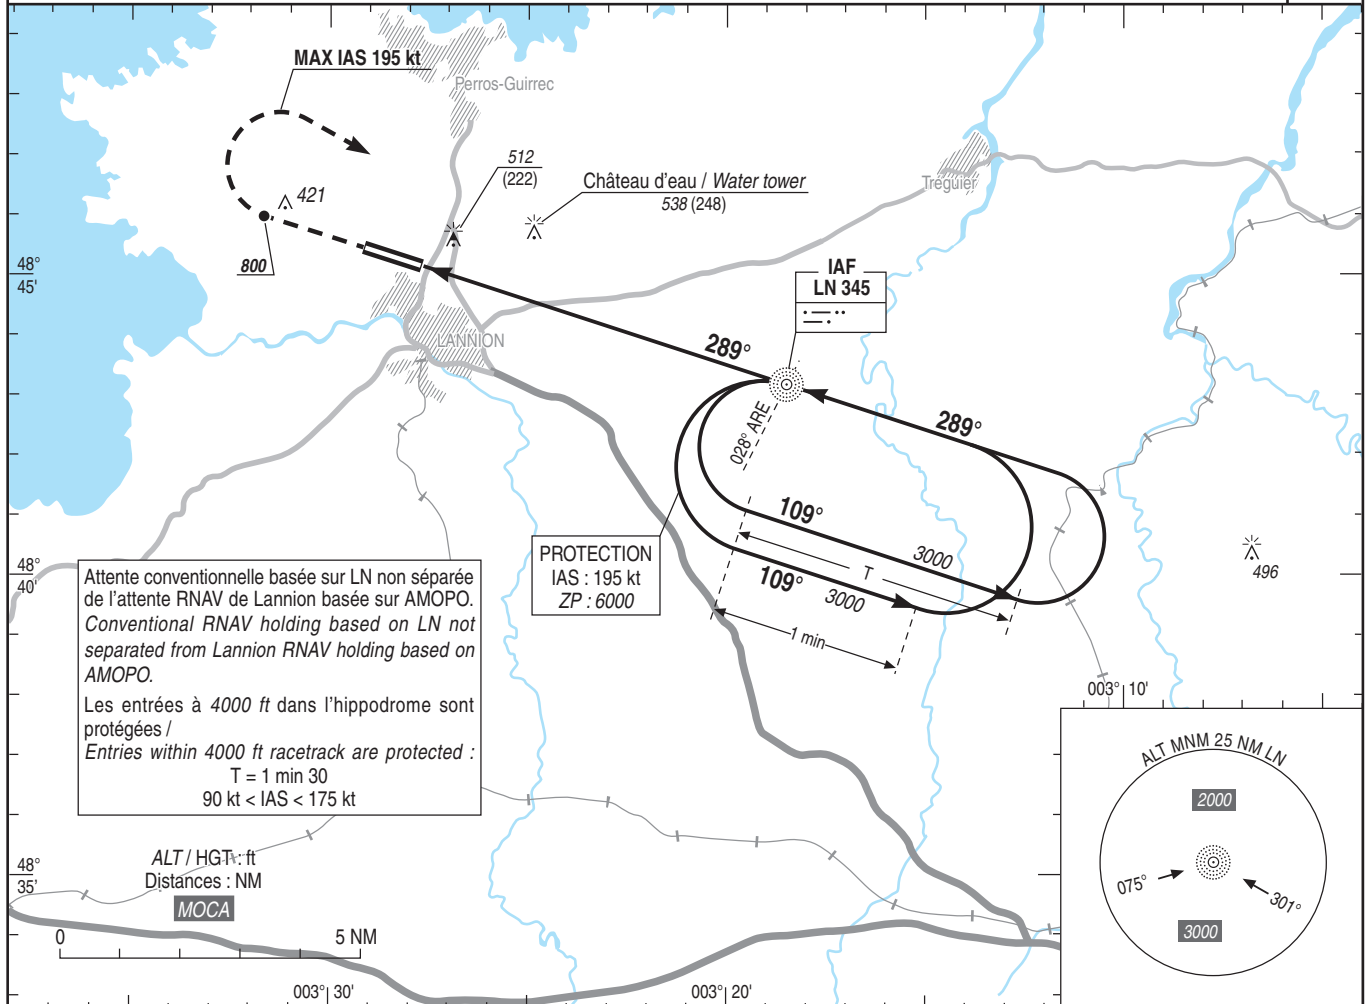 MAX IAS 195 kt
Perros-Guirrec
512
(222)
Château d'eau / Water tower
538 (248)
Tréguier
421
800
48°
45'
IAF
LN 345
LANNION
289°
289°
028° ARE
109°
3000
T
109°
3000
1 min
PROTECTION
IAS : 195 kt
ZP : 6000
496
48°
40'
Attente conventionnelle basée sur LN non séparée
de l'attente RNAV de Lannion basée sur AMOPO.
Conventional RNAV holding based on LN not
separated from Lannion RNAV holding based on
AMOPO.
Les entrées à 4000 ft dans l'hippodrome sont
protégées /
Entries within 4000 ft racetrack are protected :
T = 1 min 30
90 kt < IAS < 175 kt
003° 10'
ALT MNM 25 NM LN
2000
075°
301°
3000
48°
35'
ALT / HGT : ft
Distances : NM
MOCA
0 5 NM
003° 30'
003° 20'